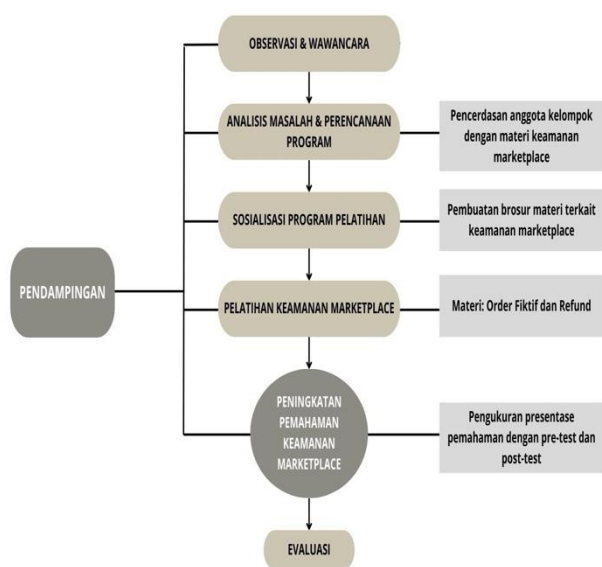 OBSERVASI & WAWANCARA
ANALISIS MASALAH & PERENCANAAN
PROGRAM
Pencerdasan anggota kelompok
dengan materi keamanan
marketplace
SOSIALISASI PROGRAM PELATIHAN
Pembuatan brosur materi terkait
keamanan marketplace
PENDAMPINGAN
PELATIHAN KEAMANAN MARKETPLACE
Materi: Order Fiktif dan Refund
PENINGKATAN
PEMAHAMAN
KEAMANAN
MARKETPLACE
Pengukuran presentase
pemahaman dengan pre-test dan
post-test
EVALUASI